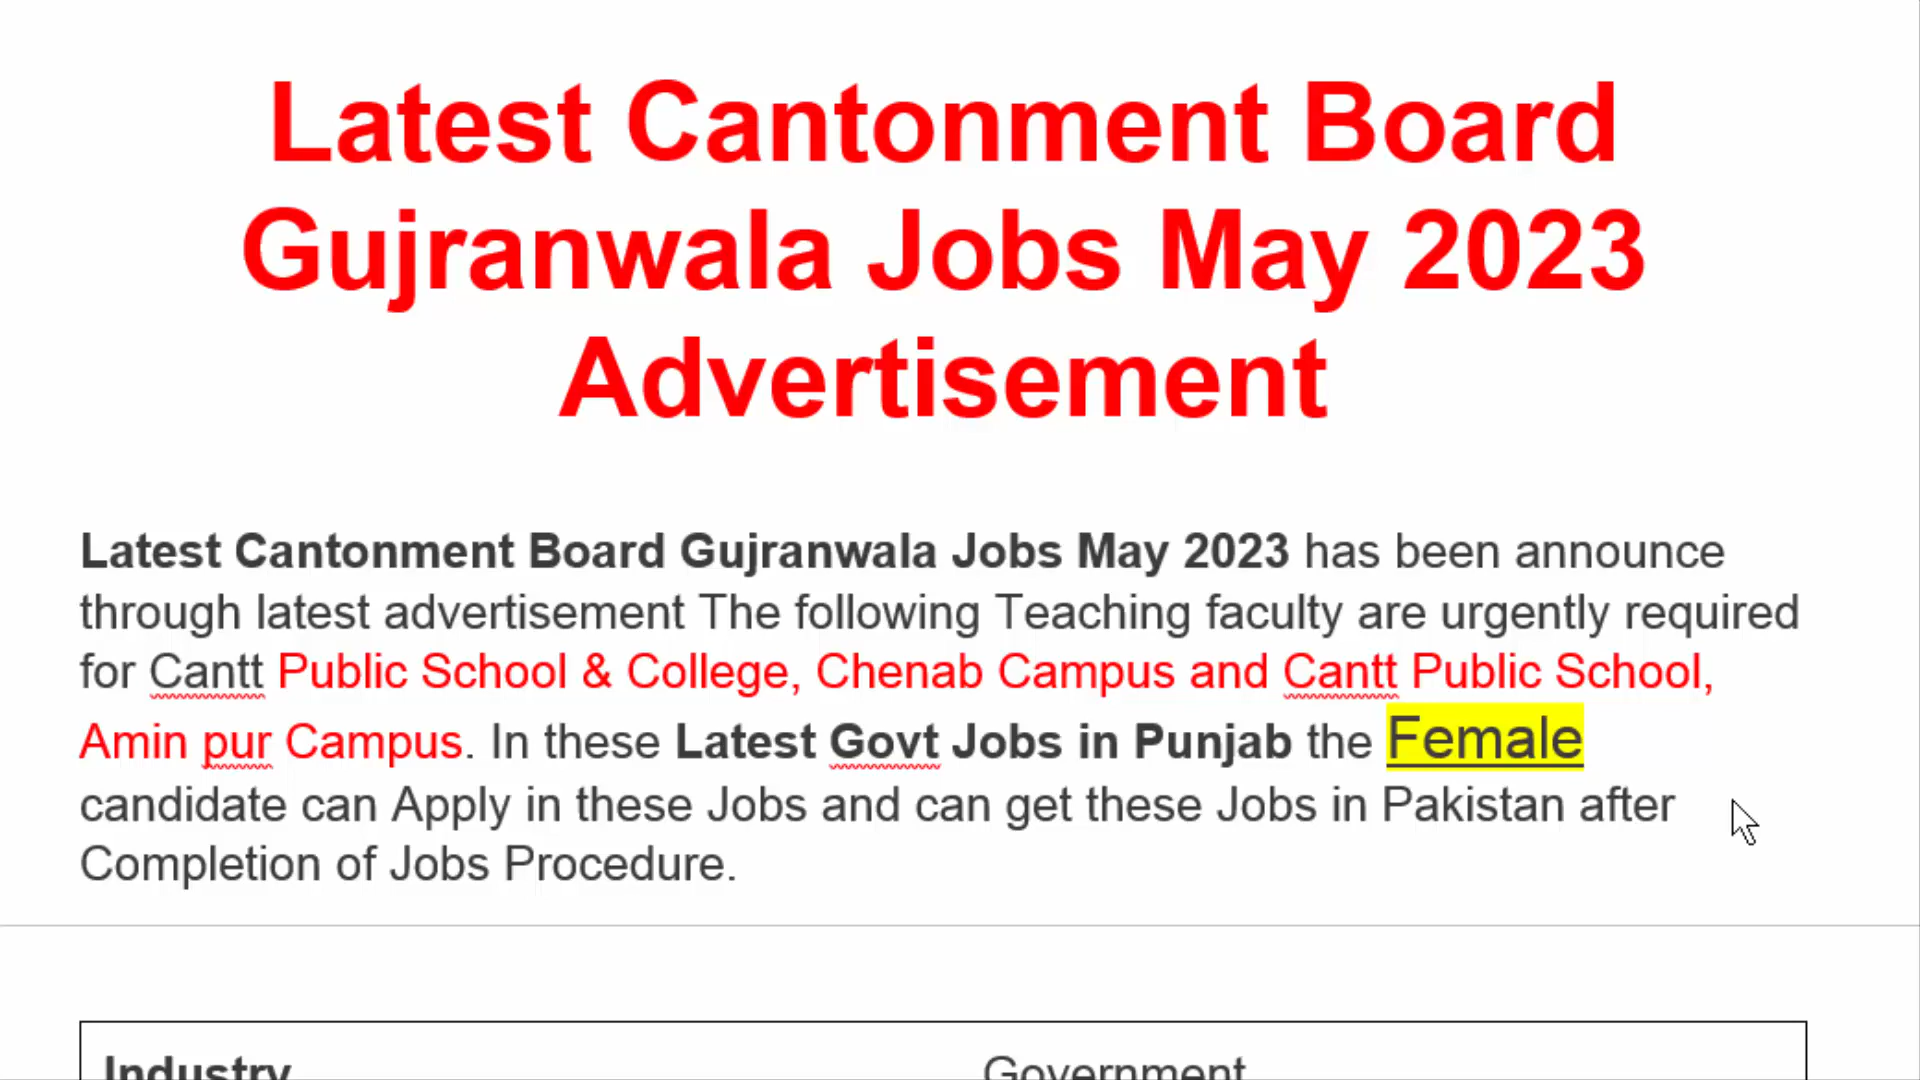 Latest Cantonment Board
Gujranwala Jobs May 2023
Advertisement
Latest Cantonment Board Gujranwala Jobs May 2023 has been announce
through latest advertisement The following Teaching faculty are urgently required
for Cantt Public School & College, Chenab Campus and Cantt Public School,
Amin pur Campus. In these Latest Govt Jobs in Punjab the Female
candidate can Apply in these Jobs and can get these Jobs in Pakistan after
Completion of Jobs Procedure.
Industry Government